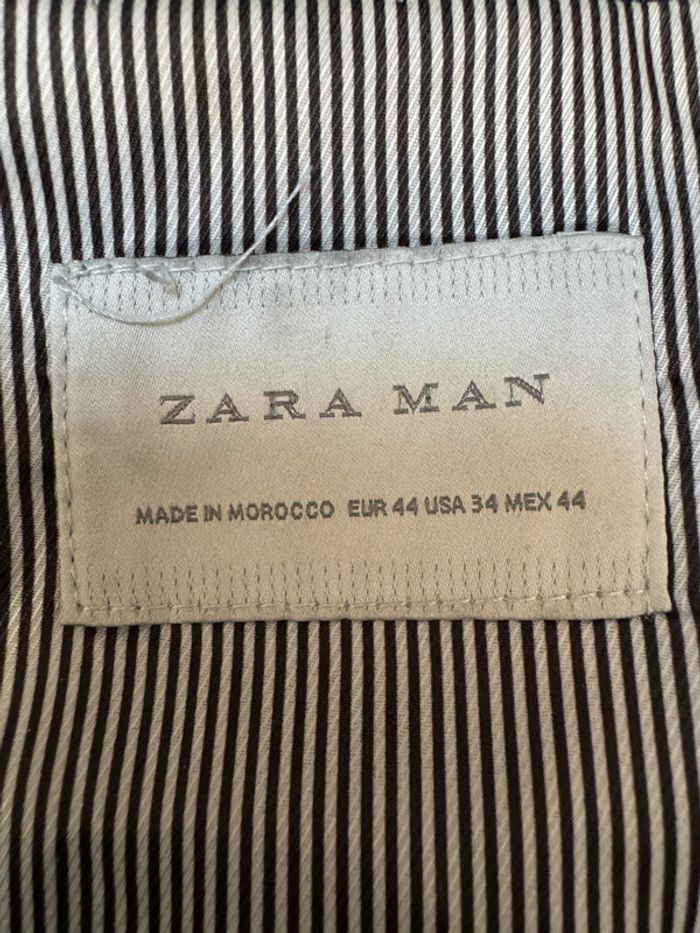 ZARA MAN
MADE IN MOROCCO EUR 44 USA 34 MEX 44